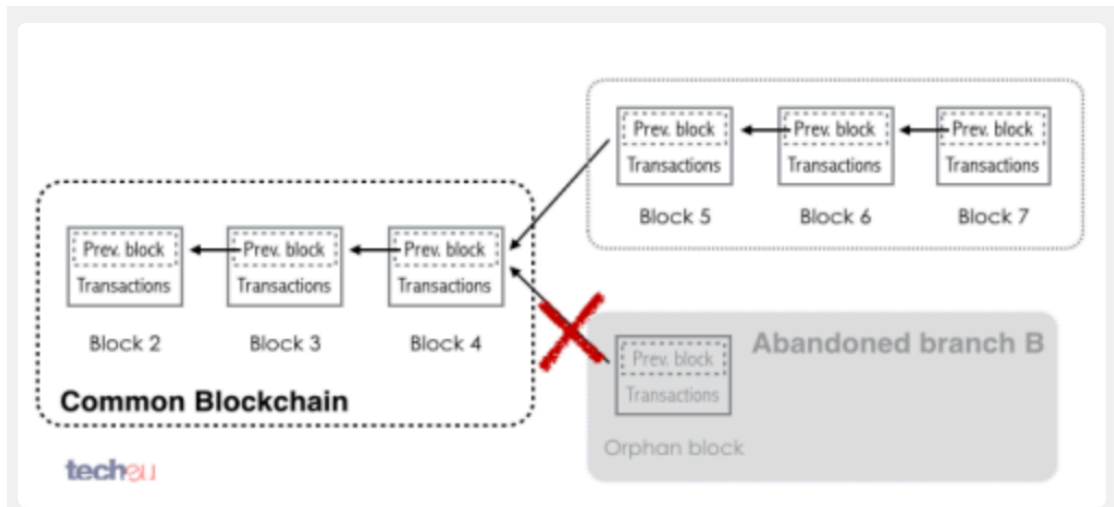 Prev. block
Transactions
Block 5
Prev. block
Transactions
Block 6
Prev. block
Transactions
Block 7
Prev. block
Transactions
Block 2
Prev. block
Transactions
Block 3
Prev. block
Transactions
Block 4
Common Blockchain
Abandoned branch B
Prev. block
Transactions
Orphan block
tech.eu